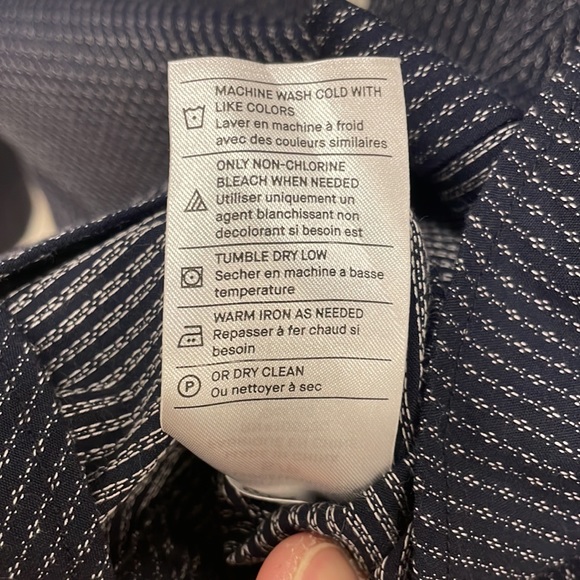 MACHINE WASH COLD WITH
LIKE COLORS
Laver en machine à froid
avec des couleurs similaires
ONLY NON-CHLORINE
BLEACH WHEN NEEDED
Utiliser uniquement un
agent blanchissant non
decolorant si besoin est
TUMBLE DRY LOW
Secher en machine a basse
temperature
WARM IRON AS NEEDED
Repasser à fer chaud si
besoin
P
OR DRY CLEAN
Ou nettoyer à sec